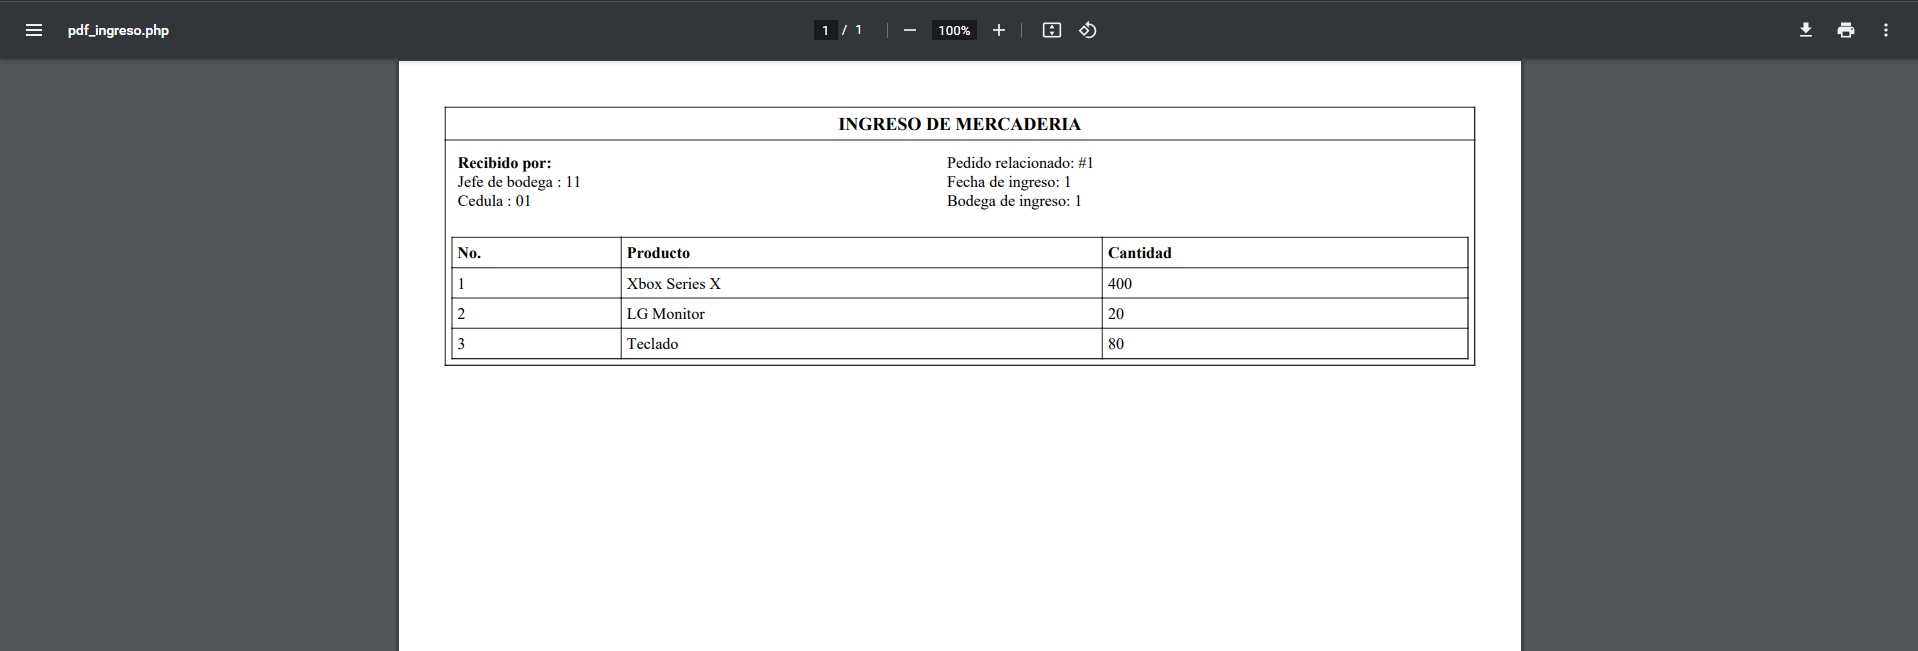 pdf_ingreso.php
1 / 1
100%
INGRESO DE MERCADERIA
Recibido por:
Jefe de bodega : 11
Cedula : 01
Pedido relacionado: #1
Fecha de ingreso: 1
Bodega de ingreso: 1
No. Producto Cantidad
1 Xbox Series X 400
2 LG Monitor 20
3 Teclado 80